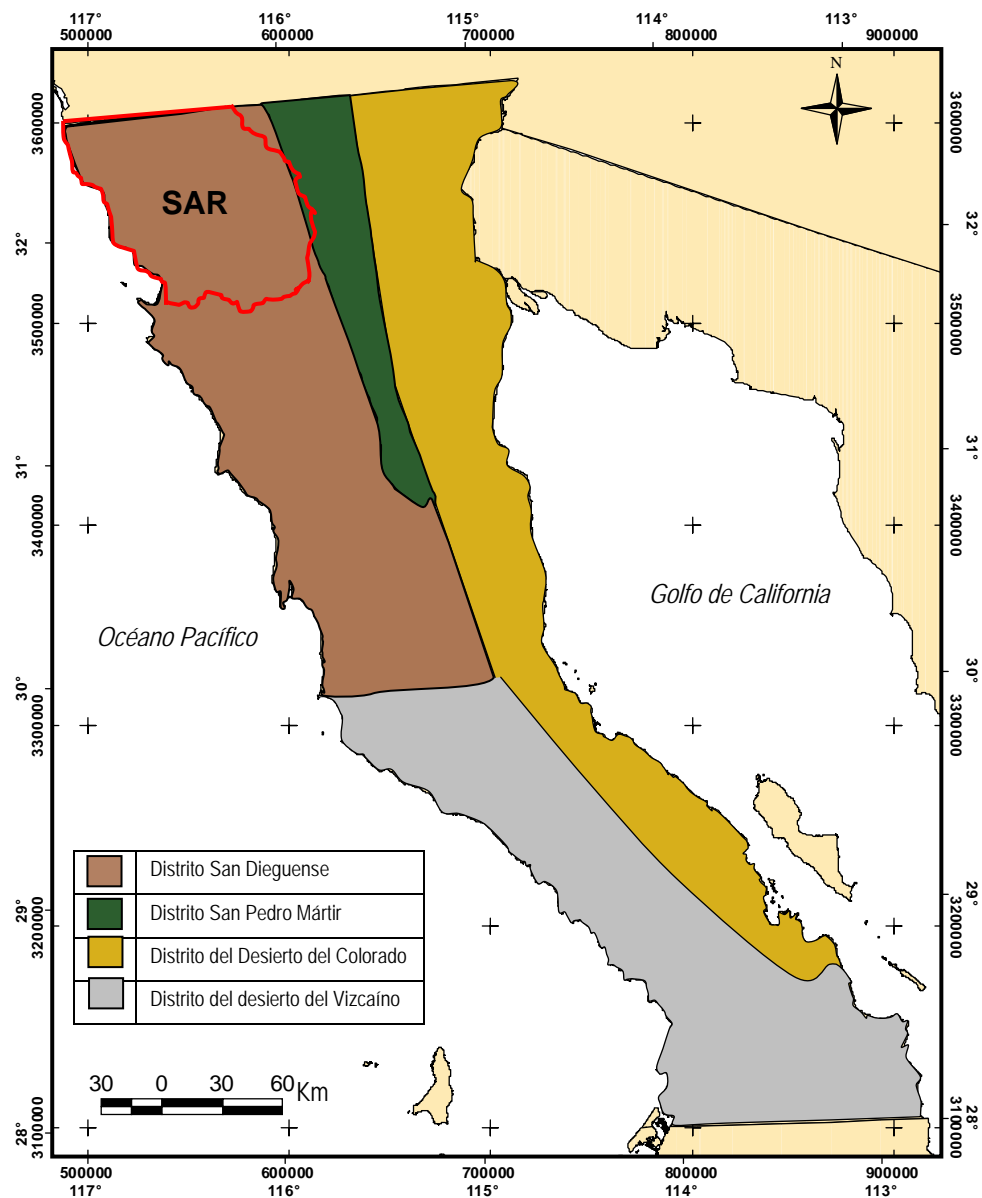 117° 116° 115° 114° 113°
500000 600000 700000 800000 900000
N
3600000 3600000
SAR
32° 32°
3500000 3500000
31° 31°
3400000 3400000
Golfo de California
Océano Pacífico
30° 30°
3300000 3300000
Distrito San Dieguense
Distrito San Pedro Mártir
Distrito del Desierto del Colorado
Distrito del desierto del Vizcaíno
29° 29°
3200000 3200000
30 0 30 60 Km
28° 28°
3100000 3100000
500000 600000 700000 800000 900000
117° 116° 115° 114° 113°